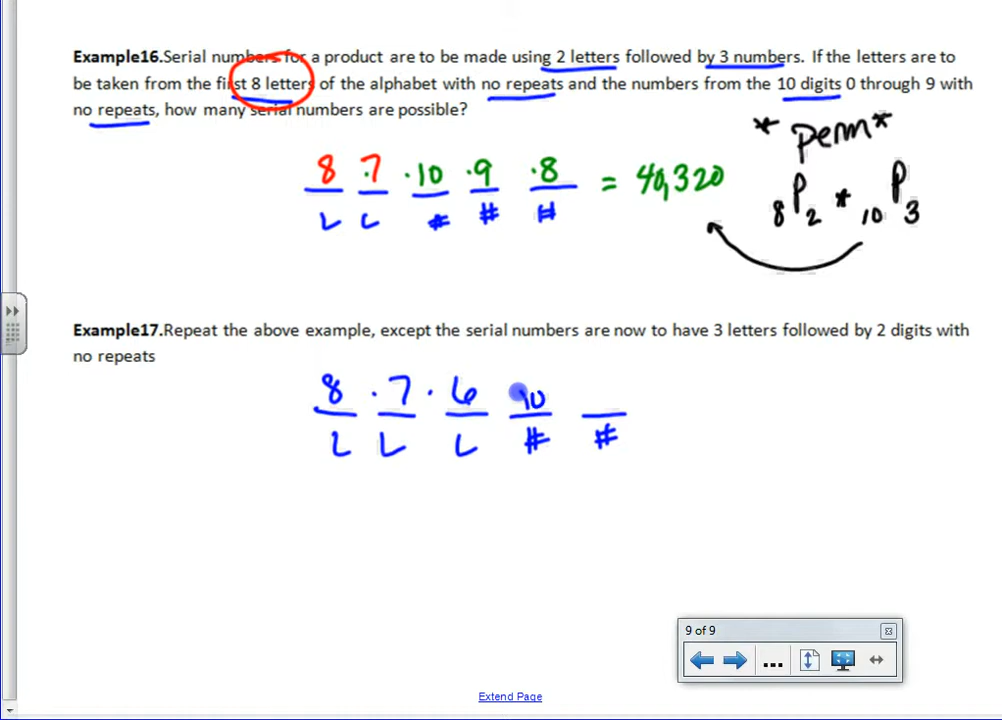 Example16.Serial numbers for a product are to be made using 2 letters followed by 3 numbers. If the letters are to
be taken from the first 8 letters of the alphabet with no repeats and the numbers from the 10 digits 0 through 9 with
no repeats, how many serial numbers are possible?
* perm *
8 · 7 · 10 · 9 · 8 = 40,320
L L # # #
8P2 * 10P3
Example17.Repeat the above example, except the serial numbers are now to have 3 letters followed by 2 digits with
no repeats
8 · 7 · 6 10
L L L # #
9 of 9
...
Extend Page